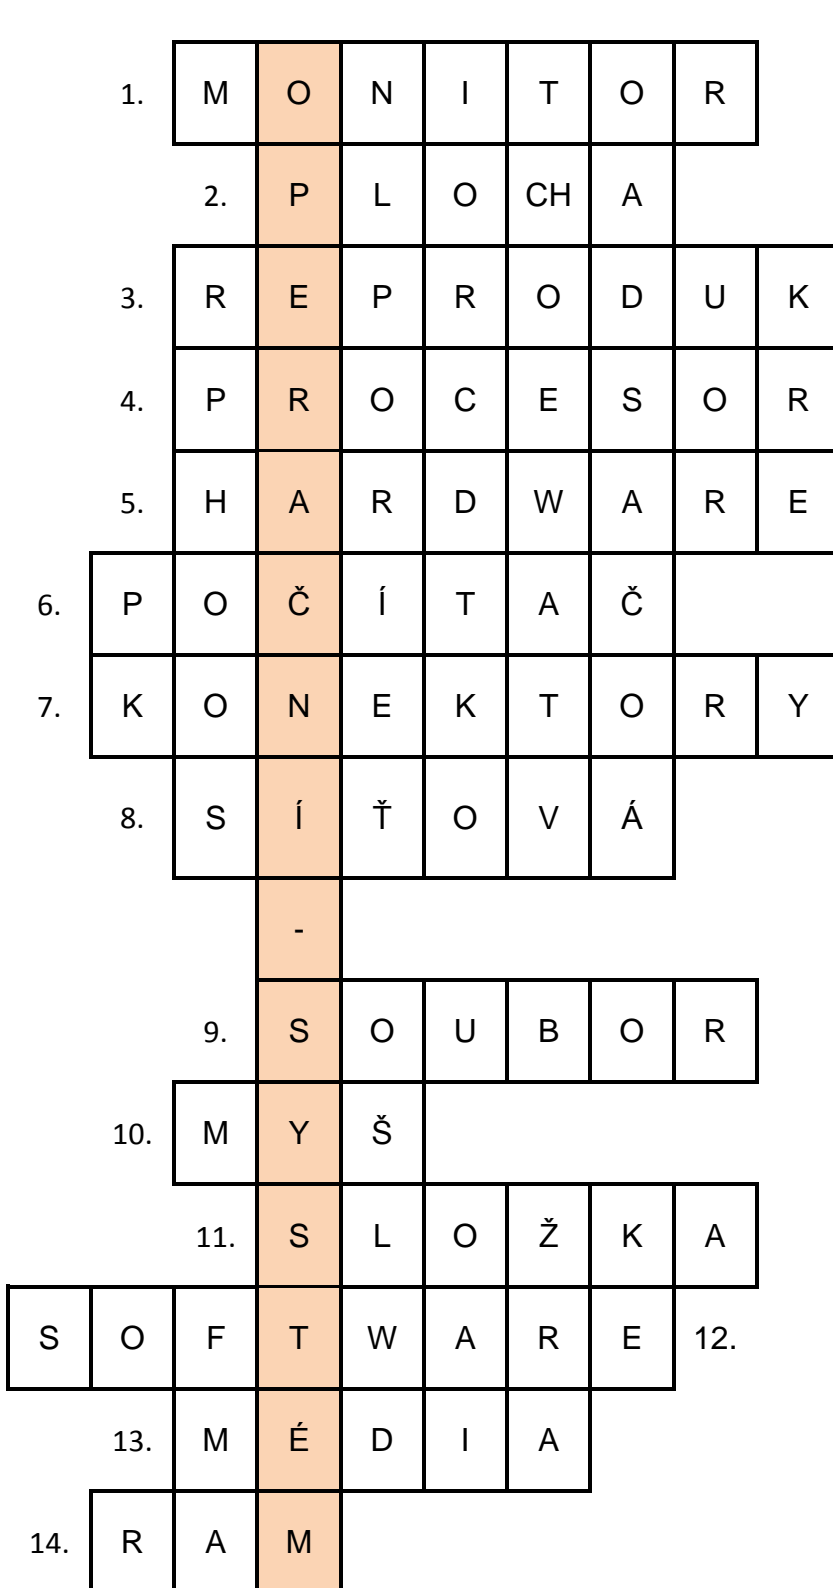 1. M O N I T O R
2. P L O CH A
3. R E P R O D U K
4. P R O C E S O R
5. H A R D W A R E
6. P O Č Í T A Č
7. K O N E K T O R Y
8. S Í Ť O V Á
-
9. S O U B O R
10. M Y Š
11. S L O Ž K A
S O F T W A R E 12.
13. M É D I A
14. R A M